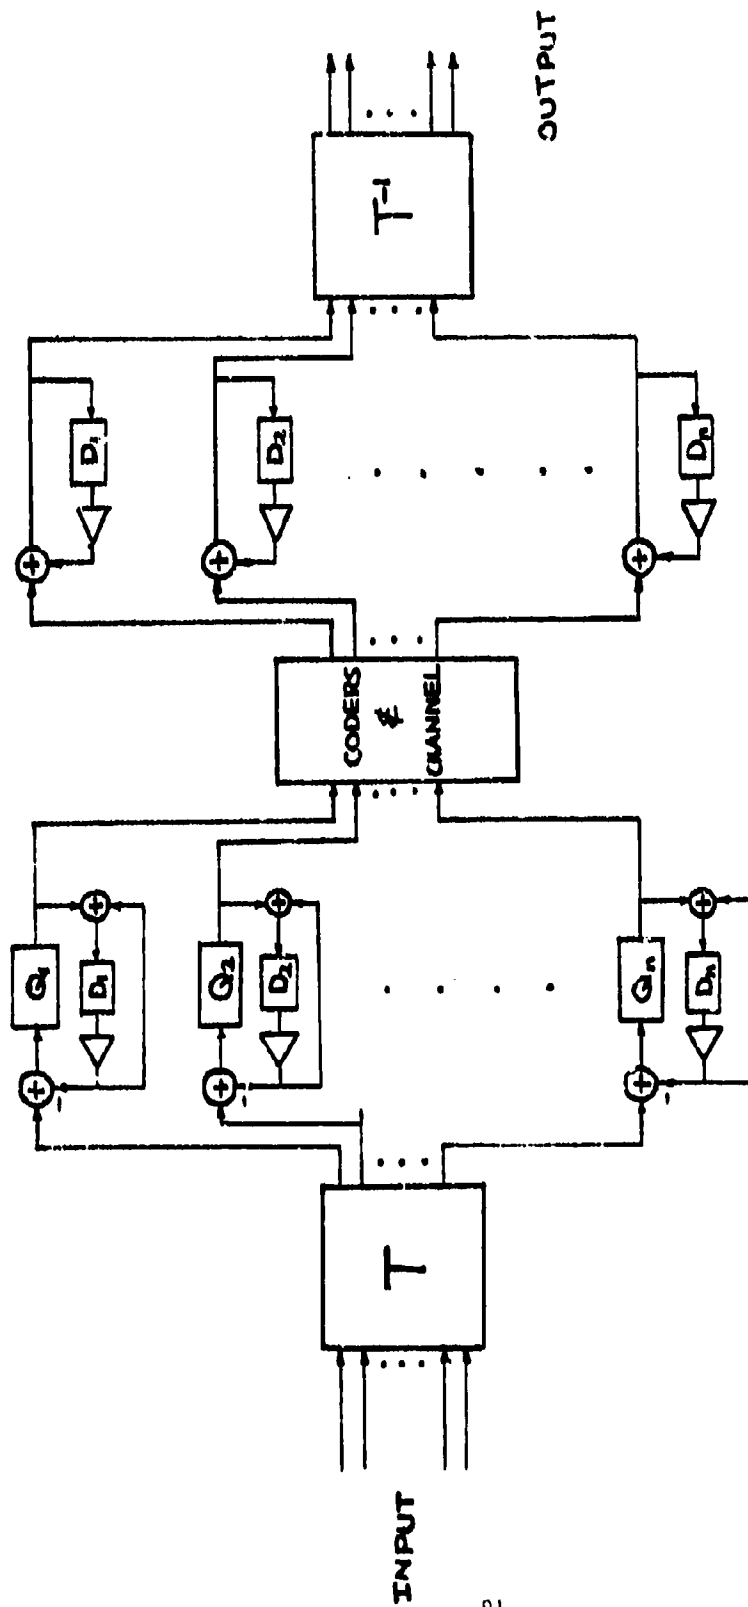 INPUT
T
Q1
D1
Q2
D2
Qn
Dn
CODERS
&
CHANNEL
D1
D2
Dn
T-1
OUTPUT